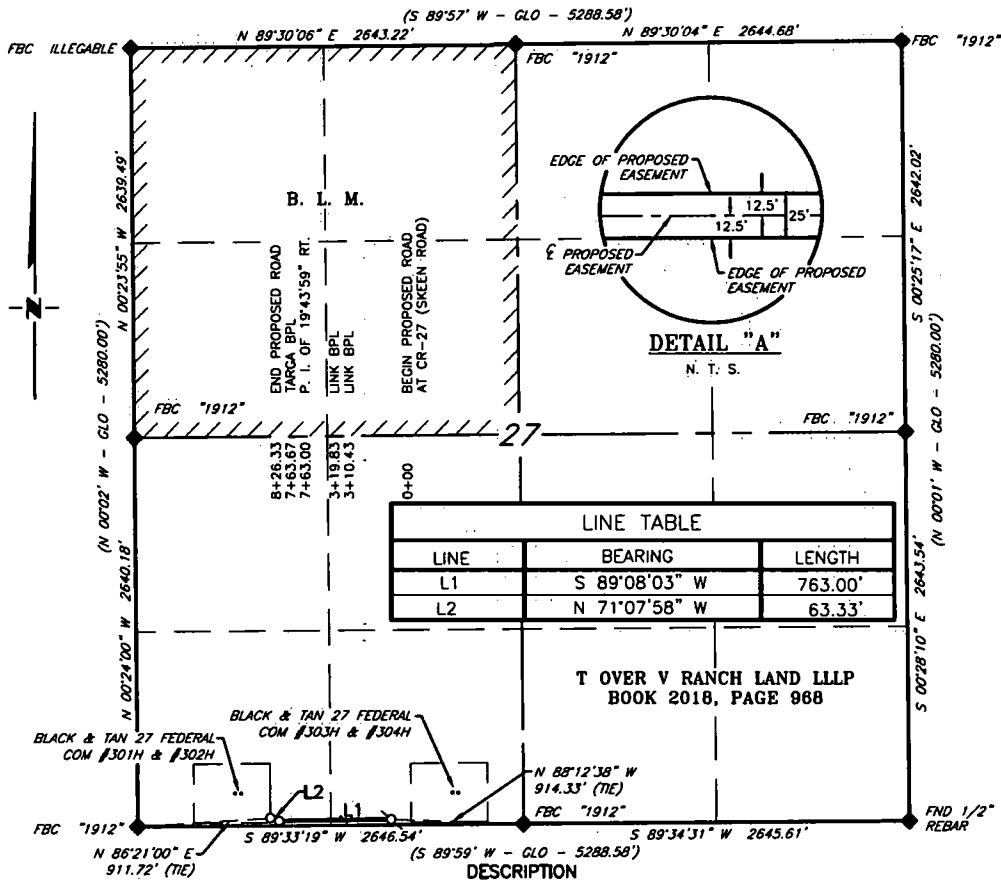 (S 89'57' W - GLO - 5288.58')
N 89'30'06" E 2643.22'
N 89'30'04" E 2644.68'
FBC ILLEGABLE
FBC "1912"
FBC "1912"
N 00'23'55" W 2639.49'
S 00'25'17" E 2642.02'
B. L. M.
EDGE OF PROPOSED
EASEMENT
12.5'
12.5'
25'
℄ PROPOSED
EASEMENT
EDGE OF PROPOSED
EASEMENT
DETAIL "A"
N. T. S.
-N-
END PROPOSED ROAD
TARGA BPL
P. I. OF 19'43'59" RT.
LINK BPL
LINK BPL
BEGIN PROPOSED ROAD
AT CR-27 (SKEEN ROAD)
8+26.33
7+63.67
7+63.00
3+19.83
3+10.43
0+00
FBC "1912"
27
FBC "1912"
(N 00'02' W - GLO - 5280.00')
(N 00'01' W - GLO - 5280.00')
LINE TABLE
LINE BEARING LENGTH
L1 S 89'08'03" W 763.00'
L2 N 71'07'58" W 63.33'
N 00'24'00" W 2640.18'
S 00'28'10" E 2643.54'
T OVER V RANCH LAND LLLP
BOOK 2018, PAGE 968
BLACK & TAN 27 FEDERAL
COM #301H & #302H
BLACK & TAN 27 FEDERAL
COM #303H & #304H
L2
L1
N 88'12'38" W
914.33' (TIE)
FBC "1912"
FBC "1912"
FND 1/2"
REBAR
S 89'33'19" W 2646.54'
S 89'34'31" W 2645.61'
N 86'21'00" E
911.72' (TIE)
(S 89'59' W - GLO - 5288.58')
DESCRIPTION